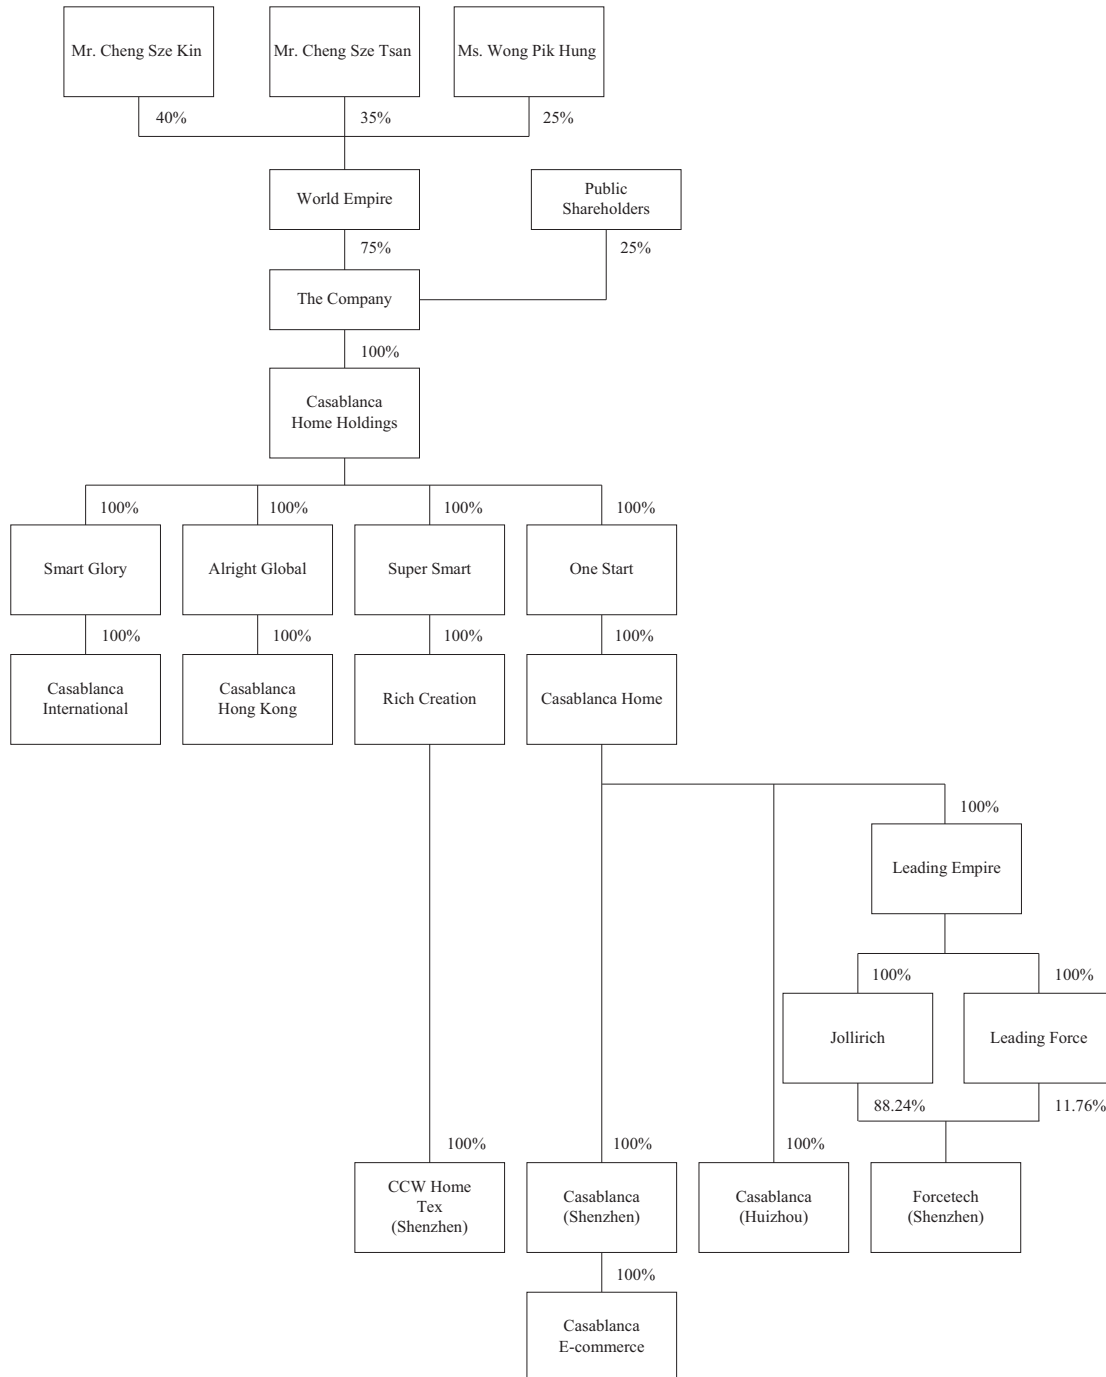 Mr. Cheng Sze Kin
Mr. Cheng Sze Tsan
Ms. Wong Pik Hung
40%
35%
25%
World Empire
Public
Shareholders
75%
25%
The Company
100%
Casablanca
Home Holdings
100%
100%
100%
100%
Smart Glory
Alright Global
Super Smart
One Start
100%
100%
100%
100%
Casablanca
International
Casablanca
Hong Kong
Rich Creation
Casablanca Home
100%
Leading Empire
100%
100%
Jollirich
Leading Force
88.24%
11.76%
100%
100%
100%
CCW Home
Tex
(Shenzhen)
Casablanca
(Shenzhen)
Casablanca
(Huizhou)
Forcetech
(Shenzhen)
100%
Casablanca
E-commerce